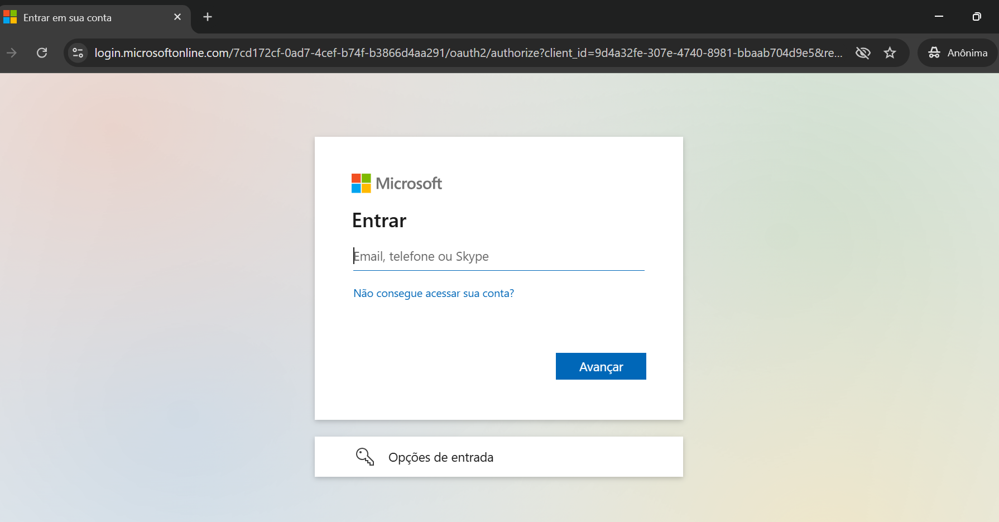 Entrar em sua conta
login.microsoftonline.com/7cd172cf-0ad7-4cef-b74f-b3866d4aa291/oauth2/authorize?client_id=9d4a32fe-307e-4740-8981-bbaab704d9e5&re...
Anônima
Microsoft
Entrar
Email, telefone ou Skype
Não consegue acessar sua conta?
Avançar
Opções de entrada